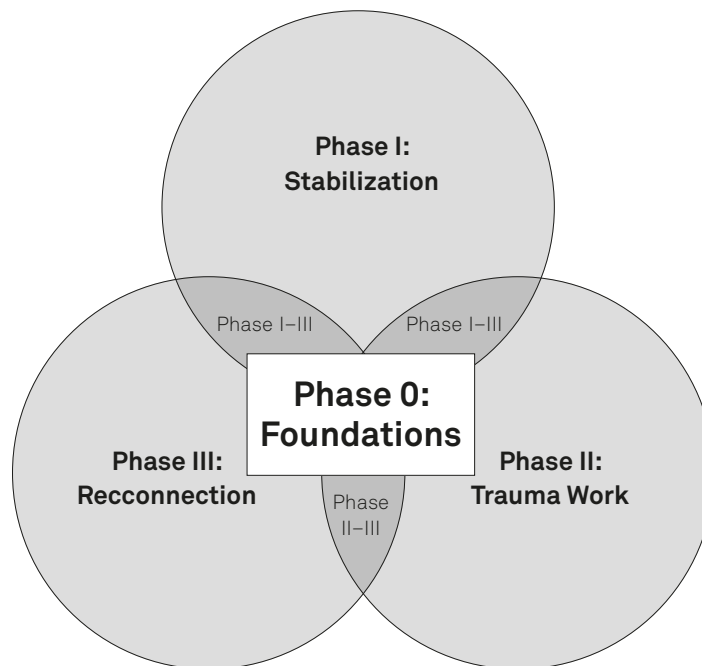 Phase I:
Stabilization
Phase I–III
Phase I–III
Phase 0:
Foundations
Phase III:
Recconnection
Phase II:
Trauma Work
Phase
II–III